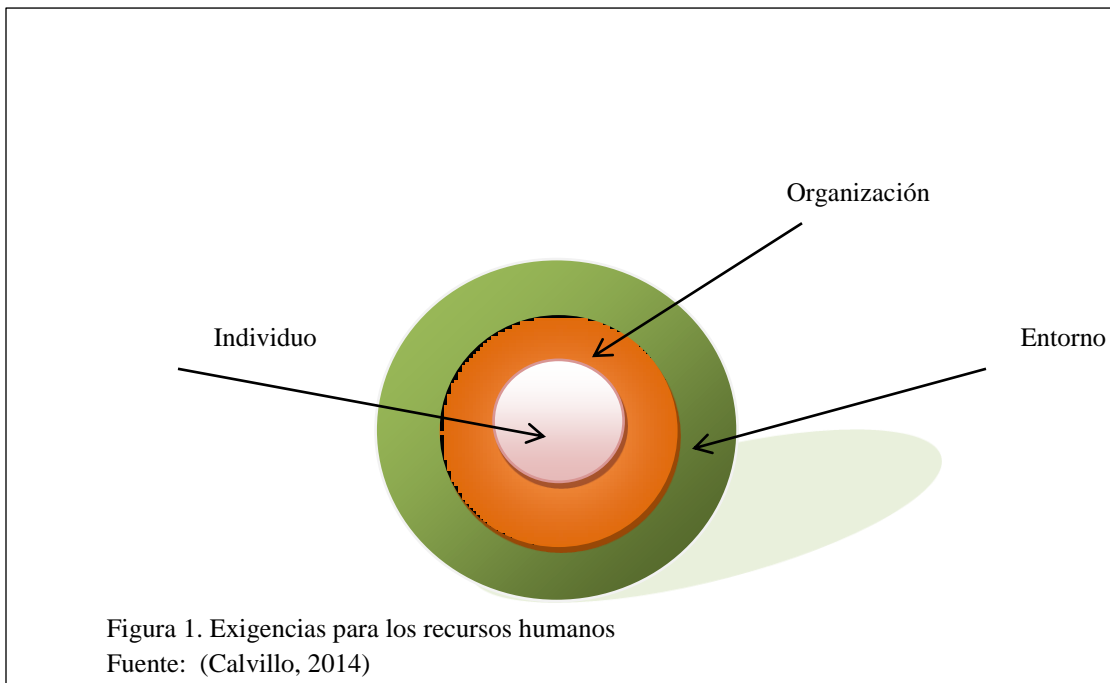 Organización
Individuo
Entorno
Figura 1. Exigencias para los recursos humanos
Fuente: (Calvillo, 2014)